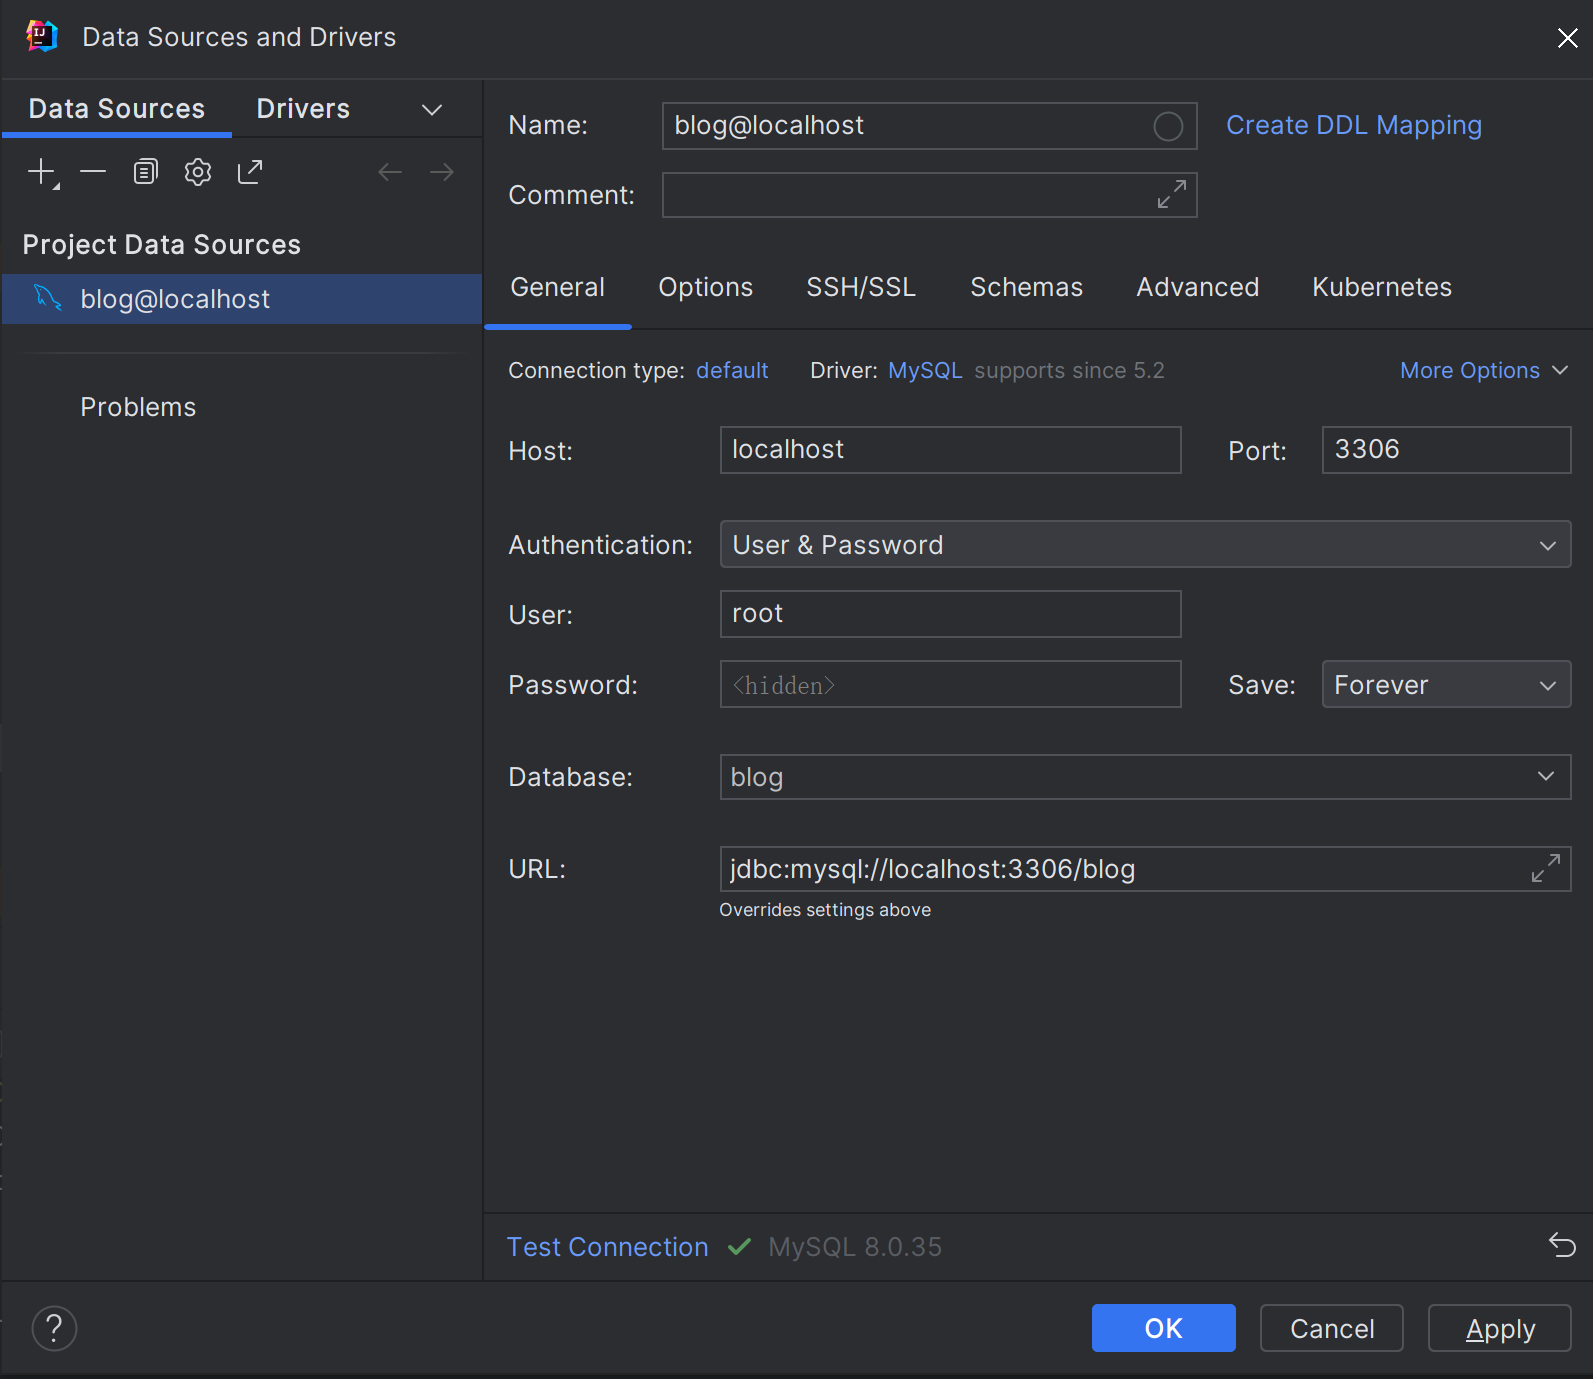 Data Sources and Drivers
Data Sources Drivers
Project Data Sources
blog@localhost
Problems
Name: blog@localhost Create DDL Mapping
Comment:
General Options SSH/SSL Schemas Advanced Kubernetes
Connection type: default Driver: MySQL supports since 5.2 More Options
Host: localhost Port: 3306
Authentication: User & Password
User: root
Password: <hidden> Save: Forever
Database: blog
URL: jdbc:mysql://localhost:3306/blog
Overrides settings above
Test Connection MySQL 8.0.35
? OK Cancel Apply